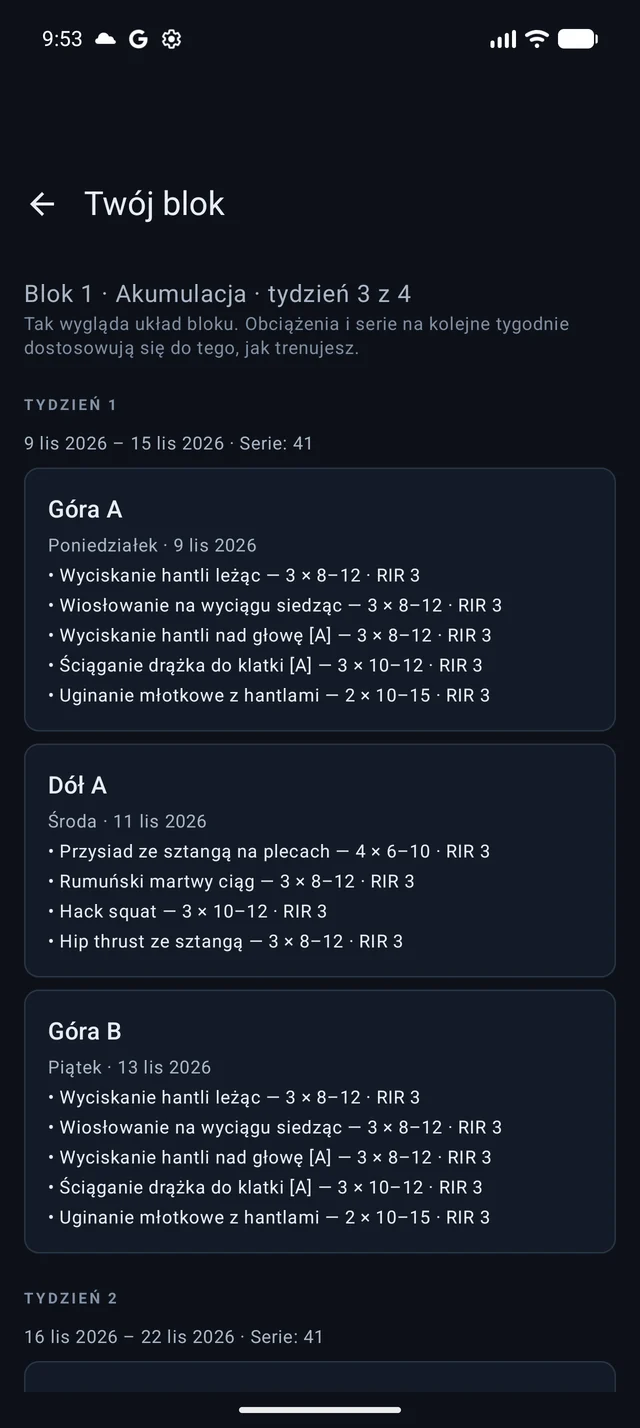 9:53
Twój blok
Blok 1 · Akumulacja · tydzień 3 z 4
Tak wygląda układ bloku. Obciążenia i serie na kolejne tygodnie
dostosowują się do tego, jak trenujesz.
TYDZIEŃ 1
9 lis 2026 – 15 lis 2026 · Serie: 41
Góra A
Poniedziałek · 9 lis 2026
• Wyciskanie hantli leżąc — 3 × 8–12 · RIR 3
• Wiosłowanie na wyciągu siedząc — 3 × 8–12 · RIR 3
• Wyciskanie hantli nad głowę [A] — 3 × 8–12 · RIR 3
• Ściąganie drążka do klatki [A] — 3 × 10–12 · RIR 3
• Uginanie młotkowe z hantlami — 2 × 10–15 · RIR 3
Dół A
Środa · 11 lis 2026
• Przysiad ze sztangą na plecach — 4 × 6–10 · RIR 3
• Rumuński martwy ciąg — 3 × 8–12 · RIR 3
• Hack squat — 3 × 10–12 · RIR 3
• Hip thrust ze sztangą — 3 × 8–12 · RIR 3
Góra B
Piątek · 13 lis 2026
• Wyciskanie hantli leżąc — 3 × 8–12 · RIR 3
• Wiosłowanie na wyciągu siedząc — 3 × 8–12 · RIR 3
• Wyciskanie hantli nad głowę [A] — 3 × 8–12 · RIR 3
• Ściąganie drążka do klatki [A] — 3 × 10–12 · RIR 3
• Uginanie młotkowe z hantlami — 2 × 10–15 · RIR 3
TYDZIEŃ 2
16 lis 2026 – 22 lis 2026 · Serie: 41